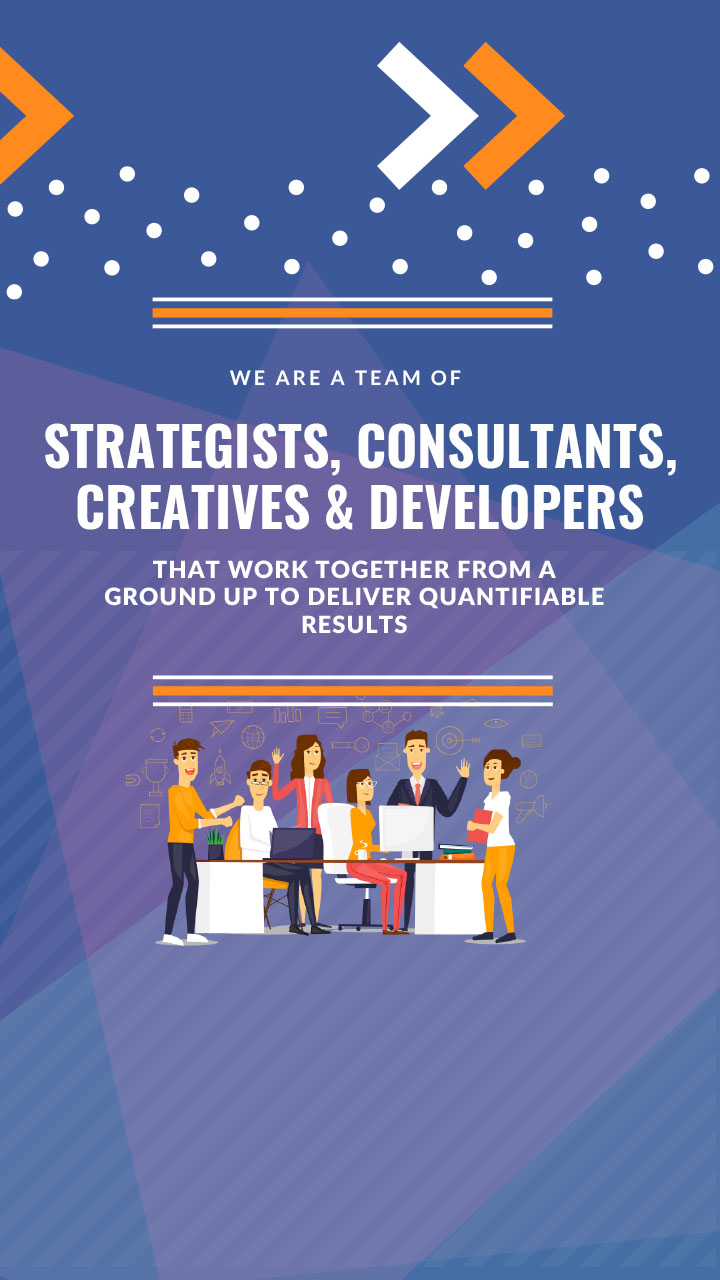 WE ARE A TEAM OF
STRATEGISTS, CONSULTANTS,
CREATIVES & DEVELOPERS
THAT WORK TOGETHER FROM A
GROUND UP TO DELIVER QUANTIFIABLE
RESULTS